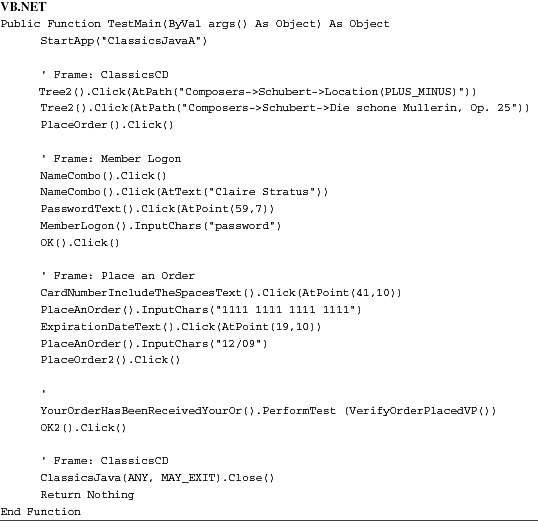 VB.NET
Public Function TestMain(ByVal args() As Object) As Object
StartApp("ClassicsJavaA")
' Frame: ClassicsCD
Tree2().Click(AtPath("Composers->Schubert->Location(PLUS_MINUS)"))
Tree2().Click(AtPath("Composers->Schubert->Die schone Mullerin, Op. 25"))
PlaceOrder().Click()
' Frame: Member Logon
NameCombo().Click()
NameCombo().Click(AtText("Claire Stratus"))
PasswordText().Click(AtPoint(59,7))
MemberLogon().InputChars("password")
OK().Click()
' Frame: Place an Order
CardNumberIncludeTheSpacesText().Click(AtPoint(41,10))
PlaceAnOrder().InputChars("1111 1111 1111 1111")
ExpirationDateText().Click(AtPoint(19,10))
PlaceAnOrder().InputChars("12/09")
PlaceOrder2().Click()
'
YourOrderHasBeenReceivedYourOr().PerformTest (VerifyOrderPlacedVP())
OK2().Click()
' Frame: ClassicsCD
ClassicsJava(ANY, MAY_EXIT).Close()
Return Nothing
End Function